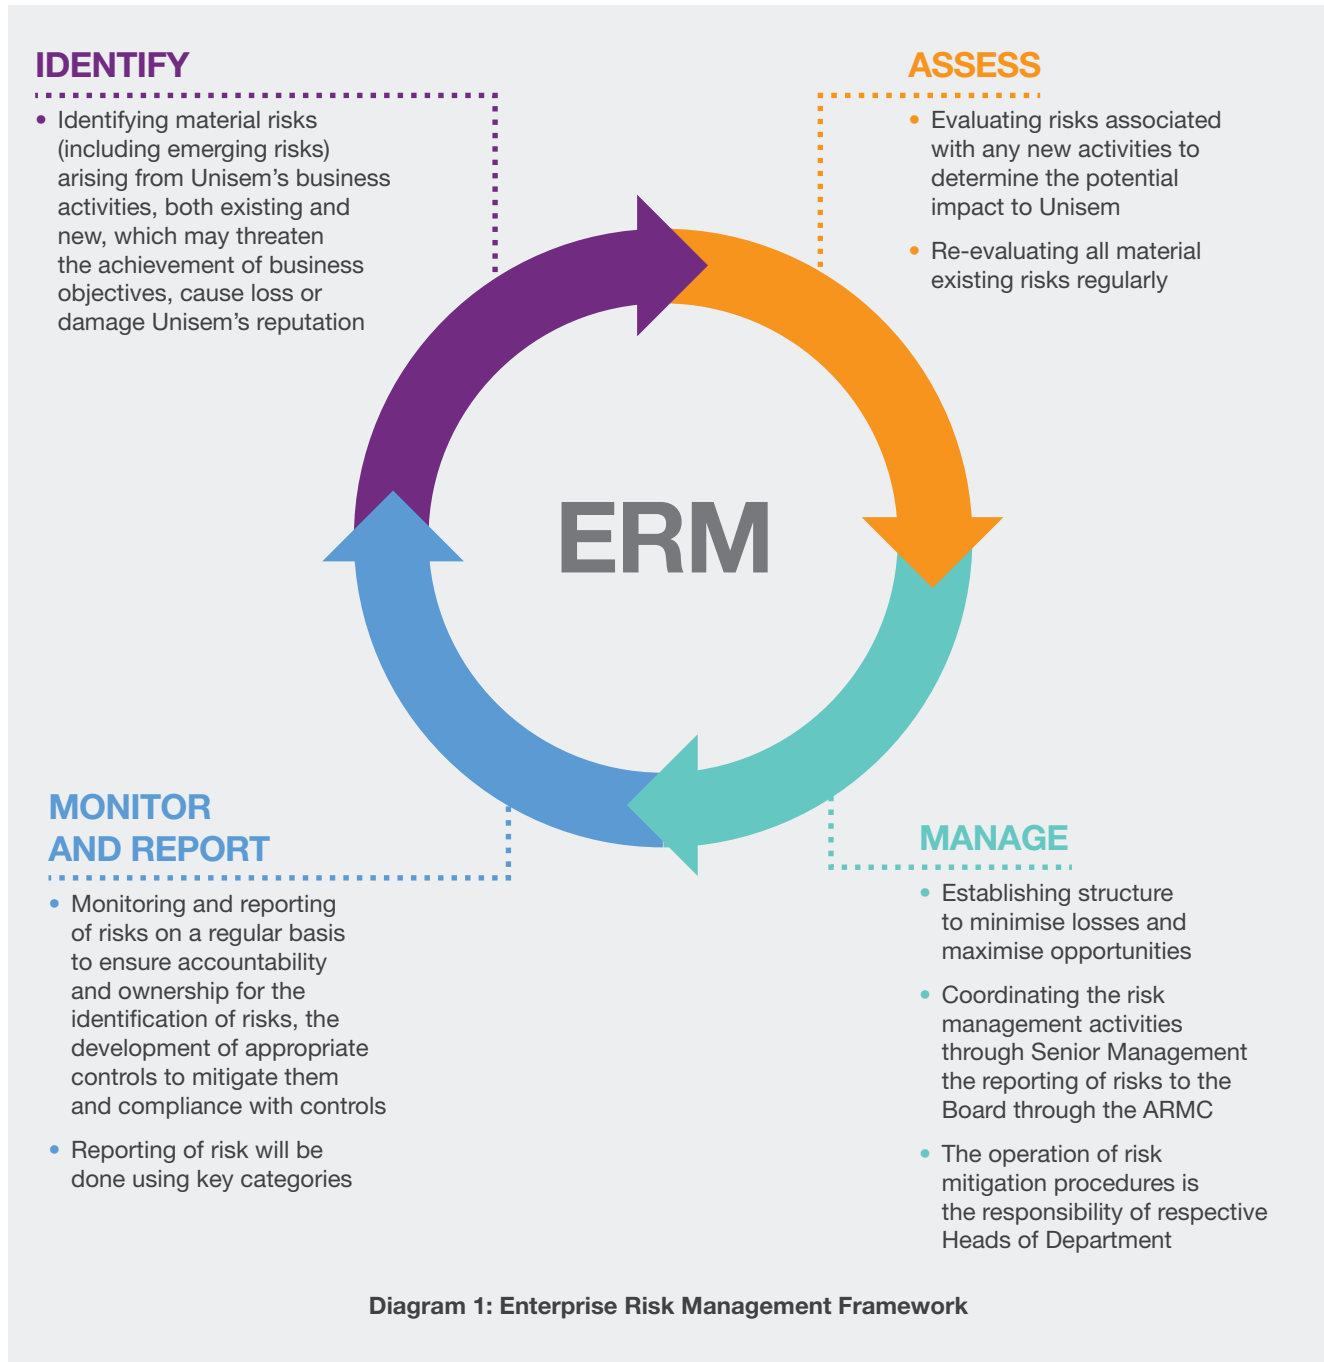 IDENTIFY
• Identifying material risks
(including emerging risks)
arising from Unisem’s business
activities, both existing and
new, which may threaten
the achievement of business
objectives, cause loss or
damage Unisem’s reputation
ASSESS
• Evaluating risks associated
with any new activities to
determine the potential
impact to Unisem
• Re-evaluating all material
existing risks regularly
ERM
MONITOR
AND REPORT
• Monitoring and reporting
of risks on a regular basis
to ensure accountability
and ownership for the
identification of risks, the
development of appropriate
controls to mitigate them
and compliance with controls
• Reporting of risk will be
done using key categories
MANAGE
• Establishing structure
to minimise losses and
maximise opportunities
• Coordinating the risk
management activities
through Senior Management
the reporting of risks to the
Board through the ARMC
• The operation of risk
mitigation procedures is
the responsibility of respective
Heads of Department
Diagram 1: Enterprise Risk Management Framework